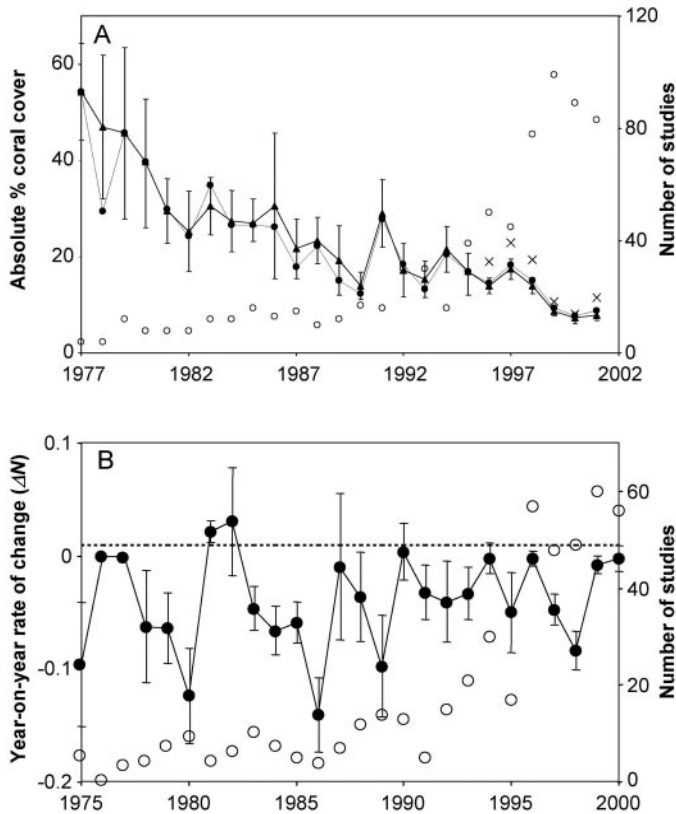 A
60
40
20
0
Absolute % coral cover
120
80
40
0
Number of studies
1977 1982 1987 1992 1997 2002
B
0.1
0
-0.1
-0.2
Year-on-year rate of change (ΔN)
60
40
20
0
Number of studies
1975 1980 1985 1990 1995 2000